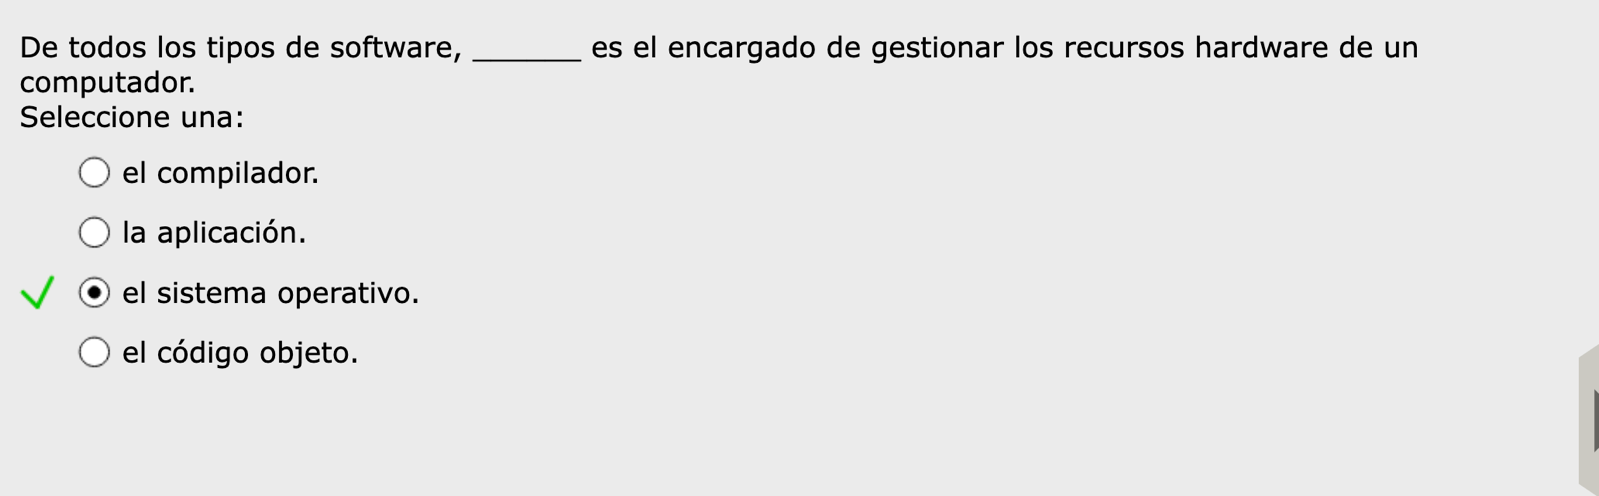 De todos los tipos de software, _______ es el encargado de gestionar los recursos hardware de un
computador.
Seleccione una:
el compilador.
la aplicación.
el sistema operativo.
el código objeto.